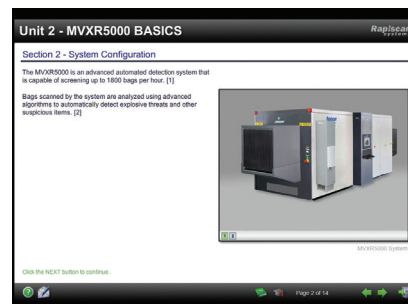 Unit 2 - MVXR5000 BASICS
Rapiscan
systems
Section 2 - System Configuration
The MVXR5000 is an advanced automated detection system that
is capable of screening up to 1800 bags per hour. [1]
Bags scanned by the system are analyzed using advanced
algorithms to automatically detect explosive threats and other
suspicious items. [2]
MVXR5000 System
Click the NEXT button to continue.
Page 2 of 14